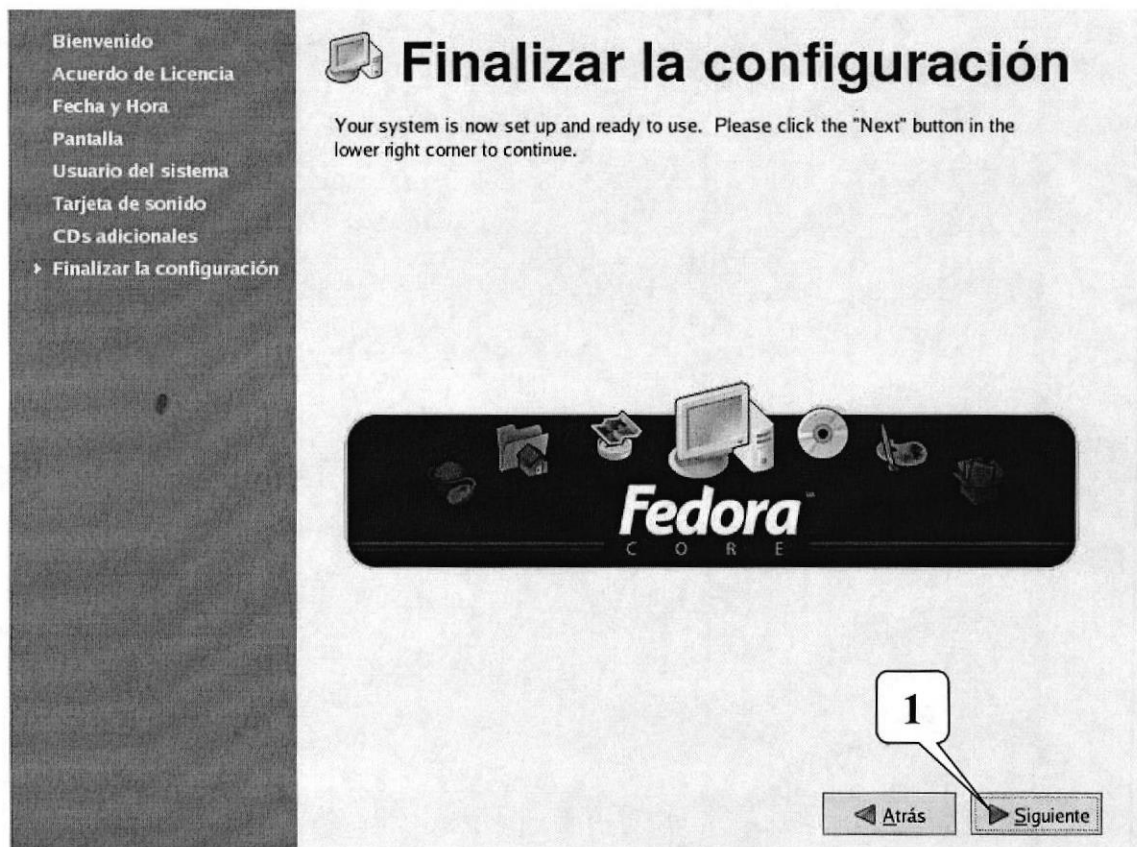 Bienvenido
Acuerdo de Licencia
Fecha y Hora
Pantalla
Usuario del sistema
Tarjeta de sonido
CDs adicionales
Finalizar la configuración
Finalizar la configuración
Your system is now set up and ready to use. Please click the "Next" button in the
lower right corner to continue.
Fedora
CORE
1
Atrás
Siguiente